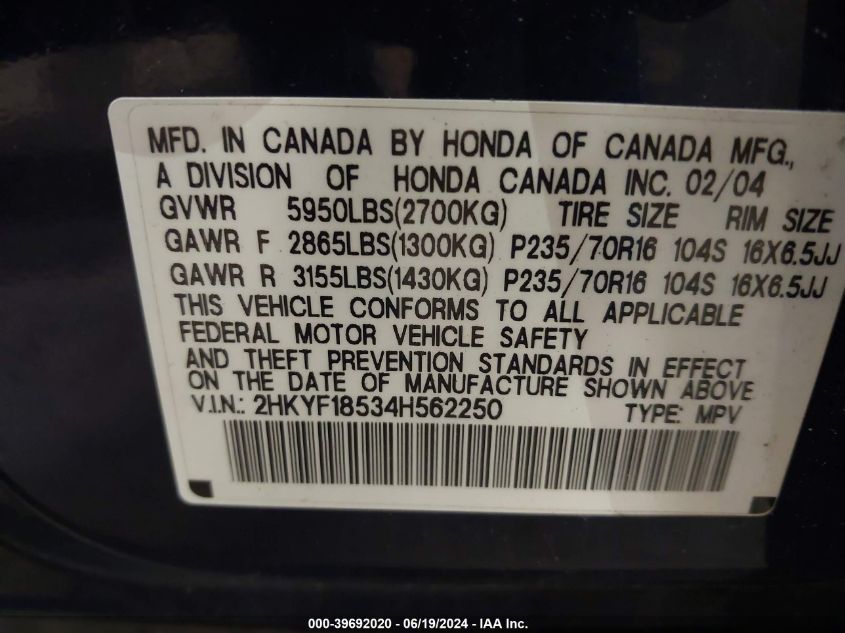 MFD. IN CANADA BY HONDA OF CANADA MFG.,
A DIVISION OF HONDA CANADA INC. 02/04
GVWR 5950LBS(2700KG) TIRE SIZE RIM SIZE
GAWR F 2865LBS(1300KG) P235/70R16 104S 16X6.5JJ
GAWR R 3155LBS(1430KG) P235/70R16 104S 16X6.5JJ
THIS VEHICLE CONFORMS TO ALL APPLICABLE
FEDERAL MOTOR VEHICLE SAFETY
AND THEFT PREVENTION STANDARDS IN EFFECT
ON THE DATE OF MANUFACTURE SHOWN ABOVE
V.I.N.: 2HKYF18534H562250 TYPE: MPV
000-39692020 - 06/19/2024 - IAA Inc.